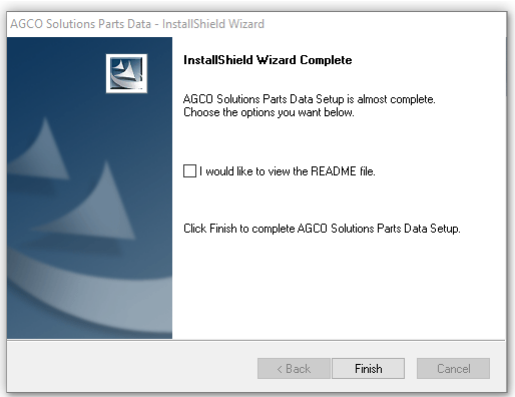 AGCO Solutions Parts Data - InstallShield Wizard
InstallShield Wizard Complete
AGCO Solutions Parts Data Setup is almost complete.
Choose the options you want below.
I would like to view the README file.
Click Finish to complete AGCO Solutions Parts Data Setup.
< Back
Finish
Cancel